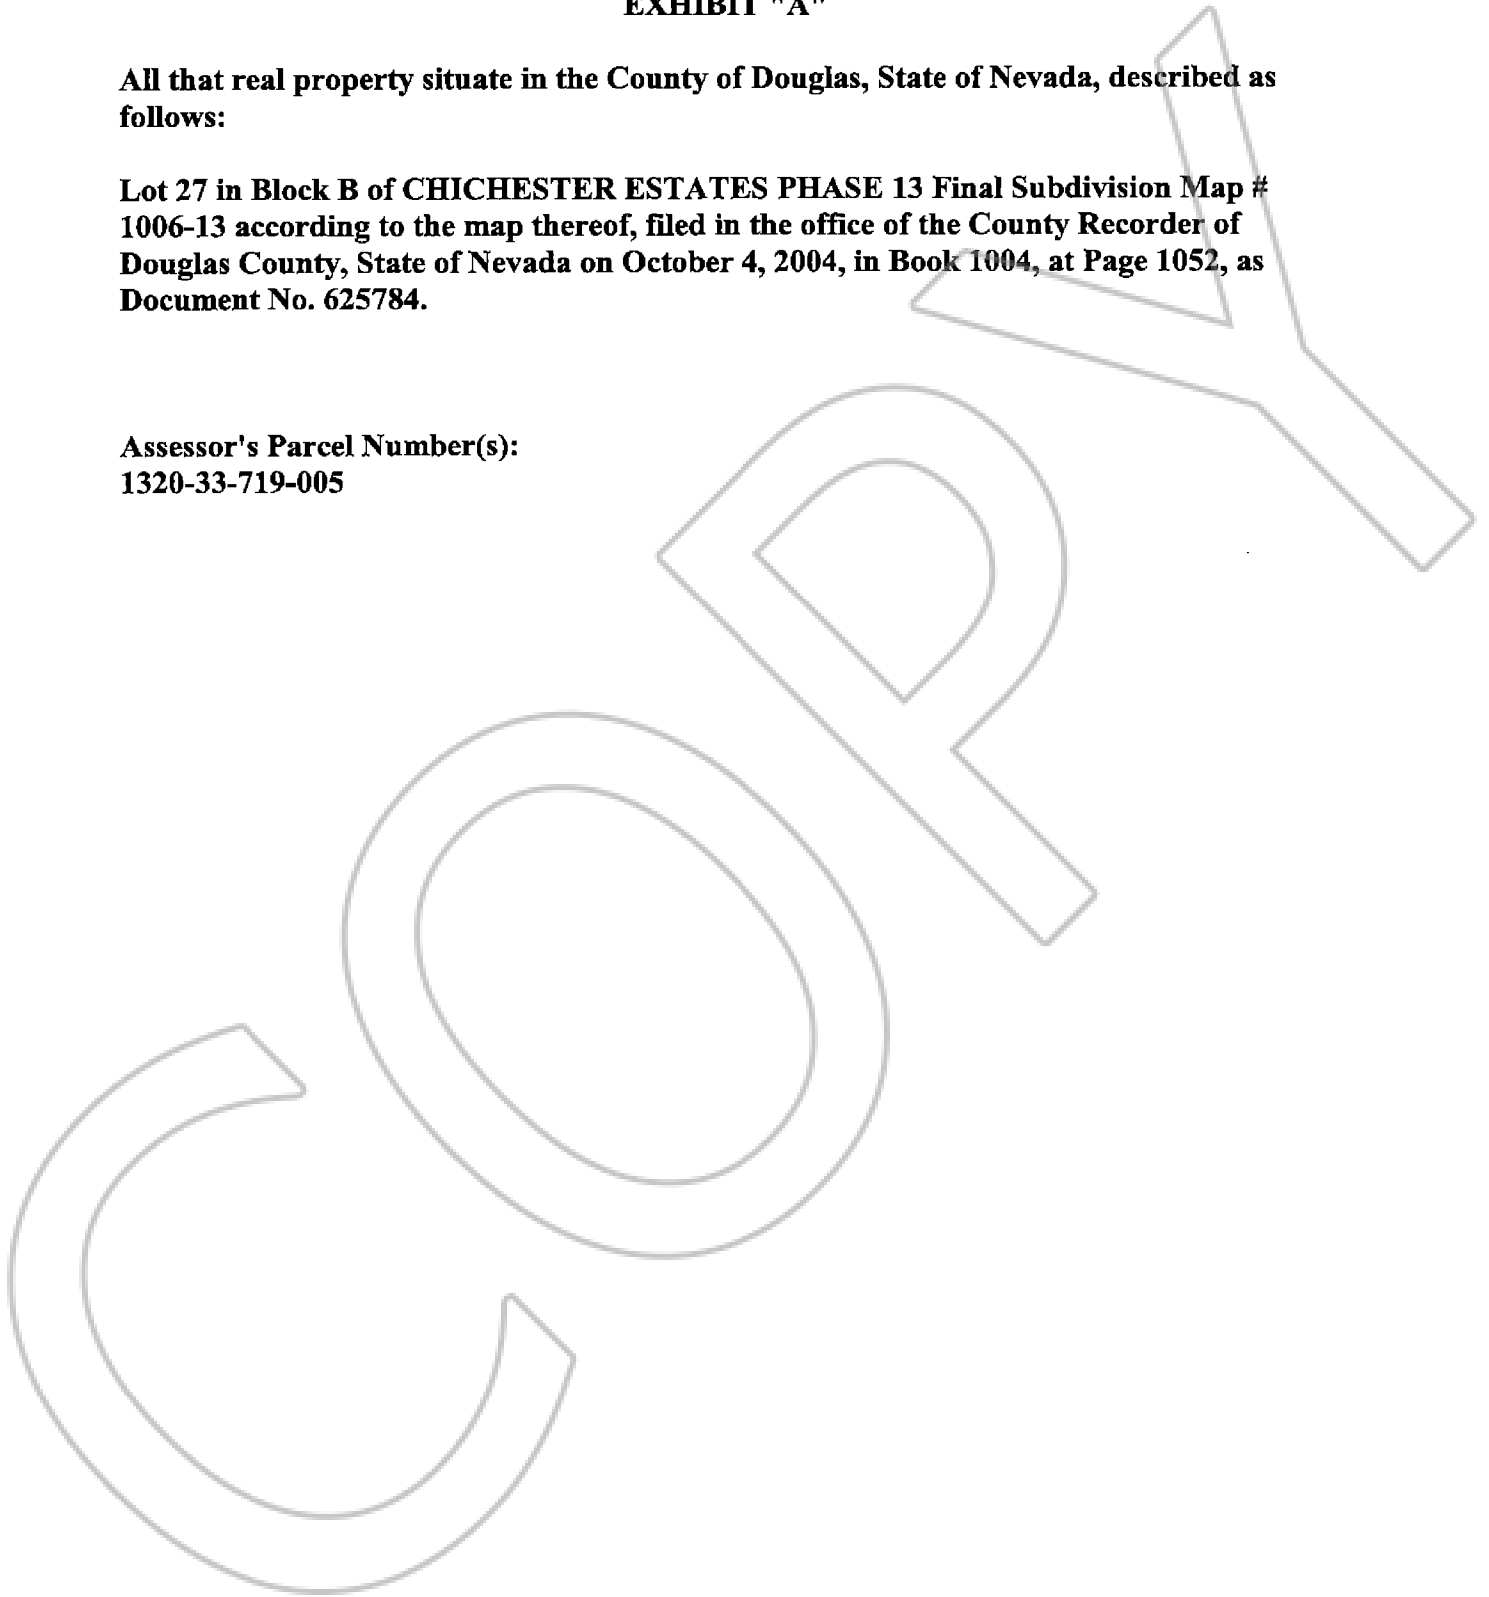 EXHIBIT "A"
All that real property situate in the County of Douglas, State of Nevada, described as
follows:
Lot 27 in Block B of CHICHESTER ESTATES PHASE 13 Final Subdivision Map #
1006-13 according to the map thereof, filed in the office of the County Recorder of
Douglas County, State of Nevada on October 4, 2004, in Book 1004, at Page 1052, as
Document No. 625784.
Assessor's Parcel Number(s):
1320-33-719-005
COPY